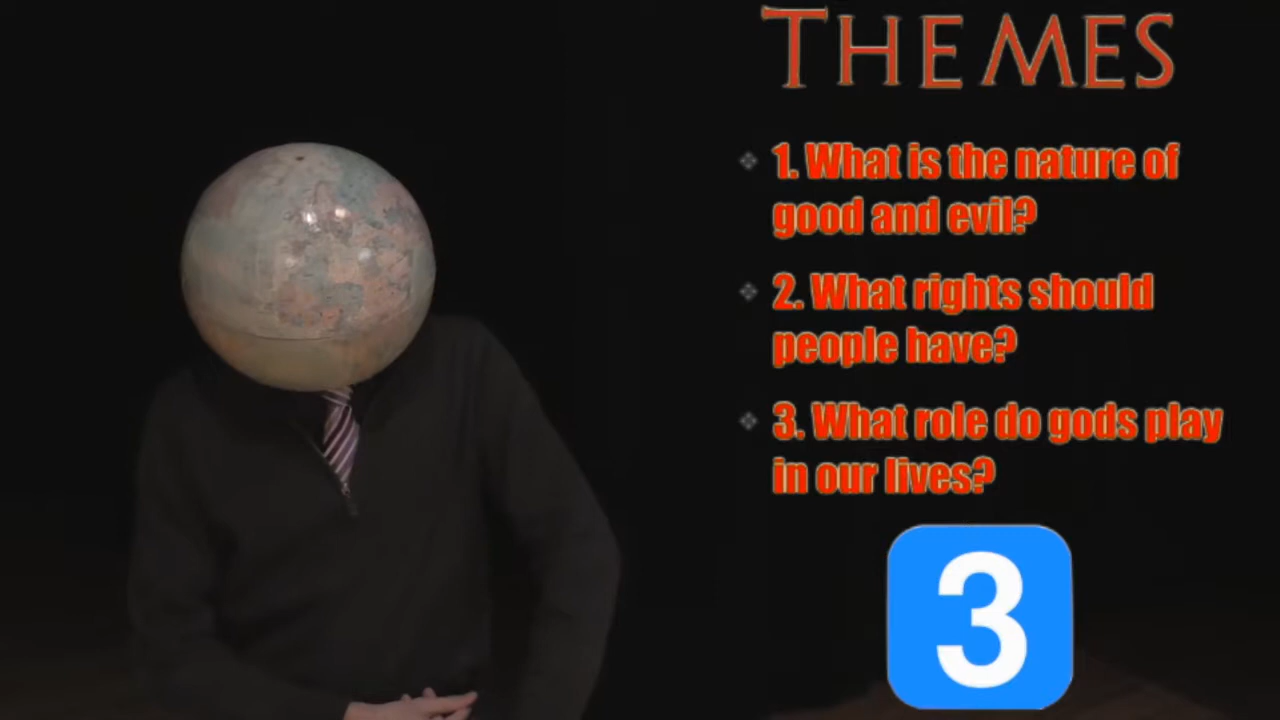 THEMES
1. What is the nature of
good and evil?
2. What rights should
people have?
3. What role do gods play
in our lives?
3